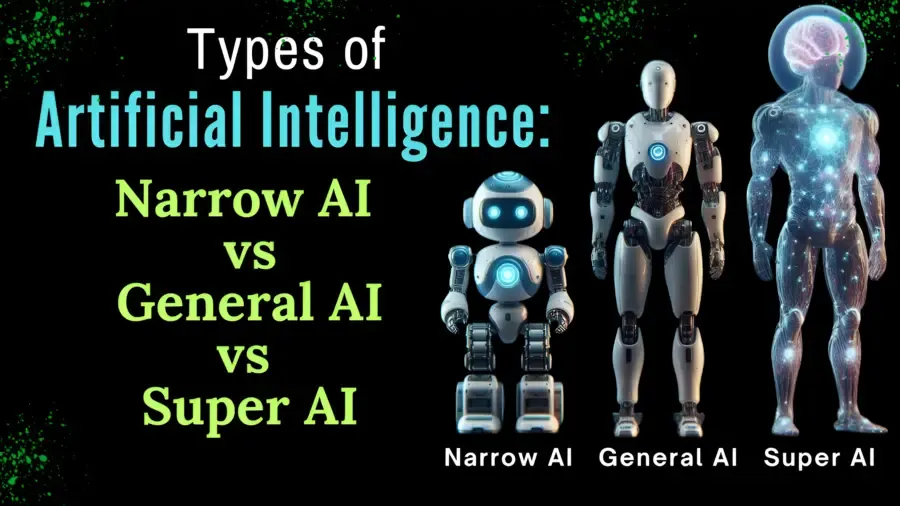 Types of
Artificial Intelligence:
Narrow AI
vs
General AI
vs
Super AI
Narrow AI
General AI
Super AI